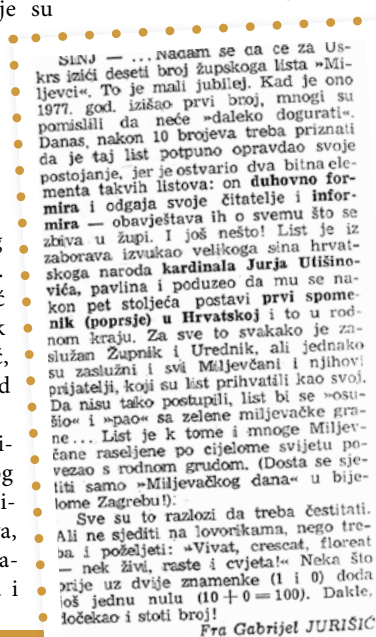 je su
SINJ — ... Nadam se da će za Us-
krs izići deseti broj župskoga lista »Mi-
ljevci«. To je mali jubilej. Kad je ono
1977. god. izišao prvi broj, mnogi su
pomislili da neće »daleko dogurati«.
Danas, nakon 10 brojeva treba priznati
da je taj list potpuno opravdao svoje
postojanje, jer je ostvario dva bitna ele-
menta takvih listova: on duhovno for-
mira i odgaja svoje čitatelje i infor-
mira — obavještava ih o svemu što se
zbiva u župi. I još nešto! List je iz
zaborava izvukao velikoga sina hrvat-
skoga naroda kardinala Jurja Utišino-
vića, pavlina i poduzeo da mu se na-
kon pet stoljeća postavi prvi spome-
nik (poprsje) u Hrvatskoj i to u rod-
nom kraju. Za sve to svakako je za-
služan Župnik i Urednik, ali jednako
su zaslužni i svi Miljevčani i njihovi
prijatelji, koji su list prihvatili kao svoj.
Da nisu tako postupili, list bi se »osu-
šio« i »pao« sa zelene miljevačke gra-
ne ... List je k tome i mnoge Miljev-
čane raseljene po cijelome svijetu po-
vezao s rodnom grudom. (Dosta se sje-
titi samo »Miljevačkog dana« u bije-
lome Zagrebu!).
Sve su to razlozi da treba čestitati.
Ali ne sjediti na lovorikama, nego tre-
ba i poželjeti: »Vivat, crescat, floreat
— nek živi, raste i cvjeta!« Neka što
prije uz dvije znamenke (1 i 0) doda
još jednu nulu (10 + 0 = 100). Dakle,
dočekao i stoti broj!
Fra Gabrijel JURIŠIĆ